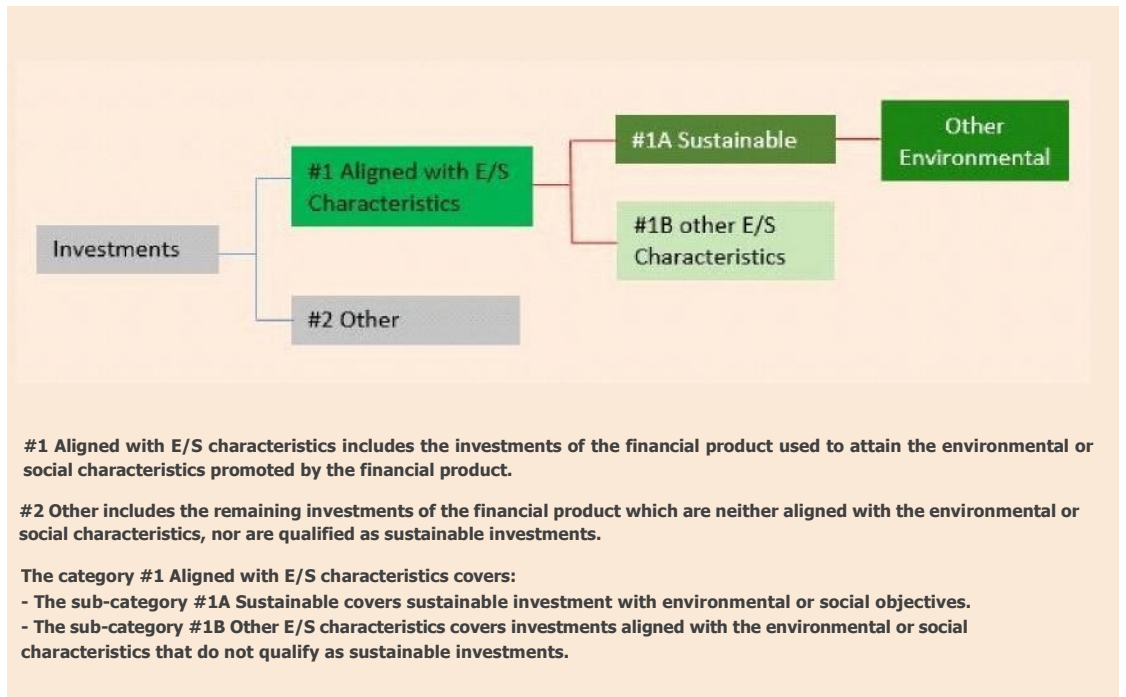 Other
Environmental
#1A Sustainable
#1 Aligned with E/S
Characteristics
#1B other E/S
Characteristics
Investments
#2 Other
#1 Aligned with E/S characteristics includes the investments of the financial product used to attain the environmental or
social characteristics promoted by the financial product.
#2 Other includes the remaining investments of the financial product which are neither aligned with the environmental or
social characteristics, nor are qualified as sustainable investments.
The category #1 Aligned with E/S characteristics covers:
- The sub-category #1A Sustainable covers sustainable investment with environmental or social objectives.
- The sub-category #1B Other E/S characteristics covers investments aligned with the environmental or social
characteristics that do not qualify as sustainable investments.